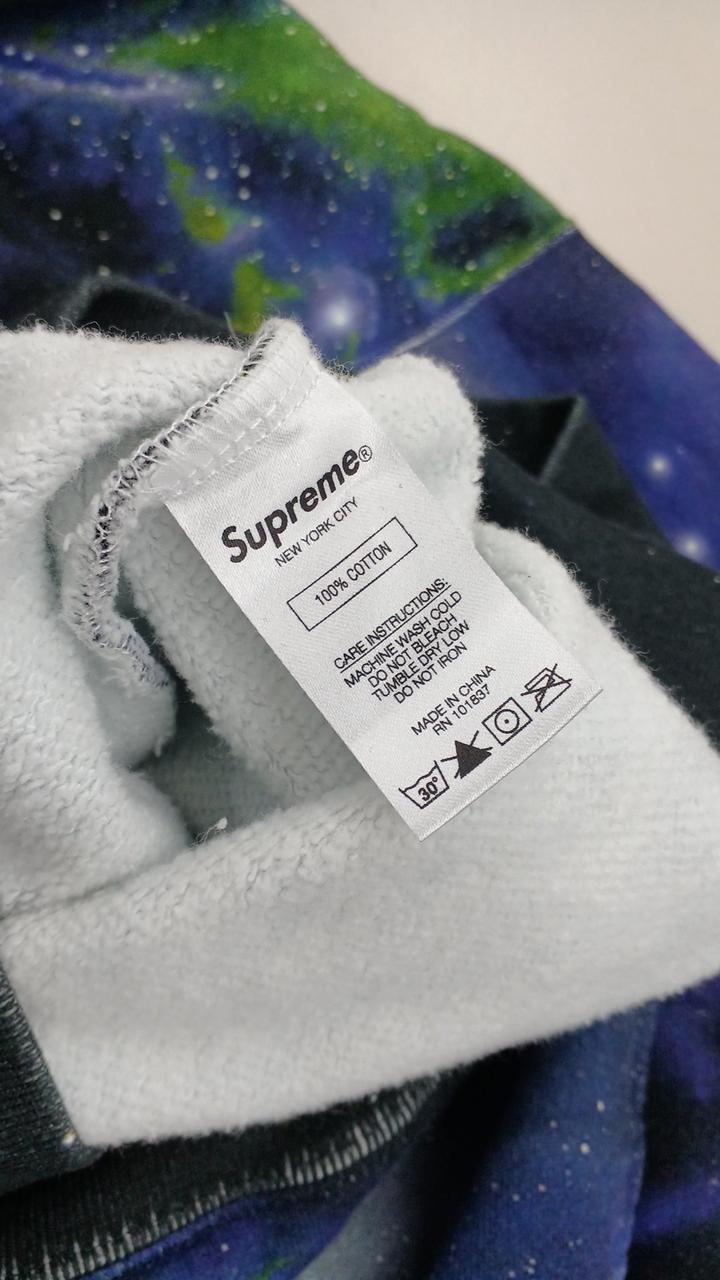 Supreme®
NEW YORK CITY
100% COTTON
CARE INSTRUCTIONS:
MACHINE WASH COLD
DO NOT BLEACH
TUMBLE DRY LOW
DO NOT IRON
MADE IN CHINA
RN 101837
30°